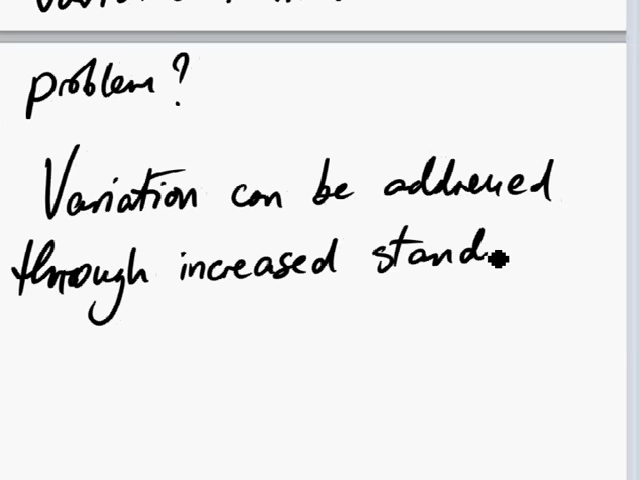 problem?
Variation can be addressed
through increased stand